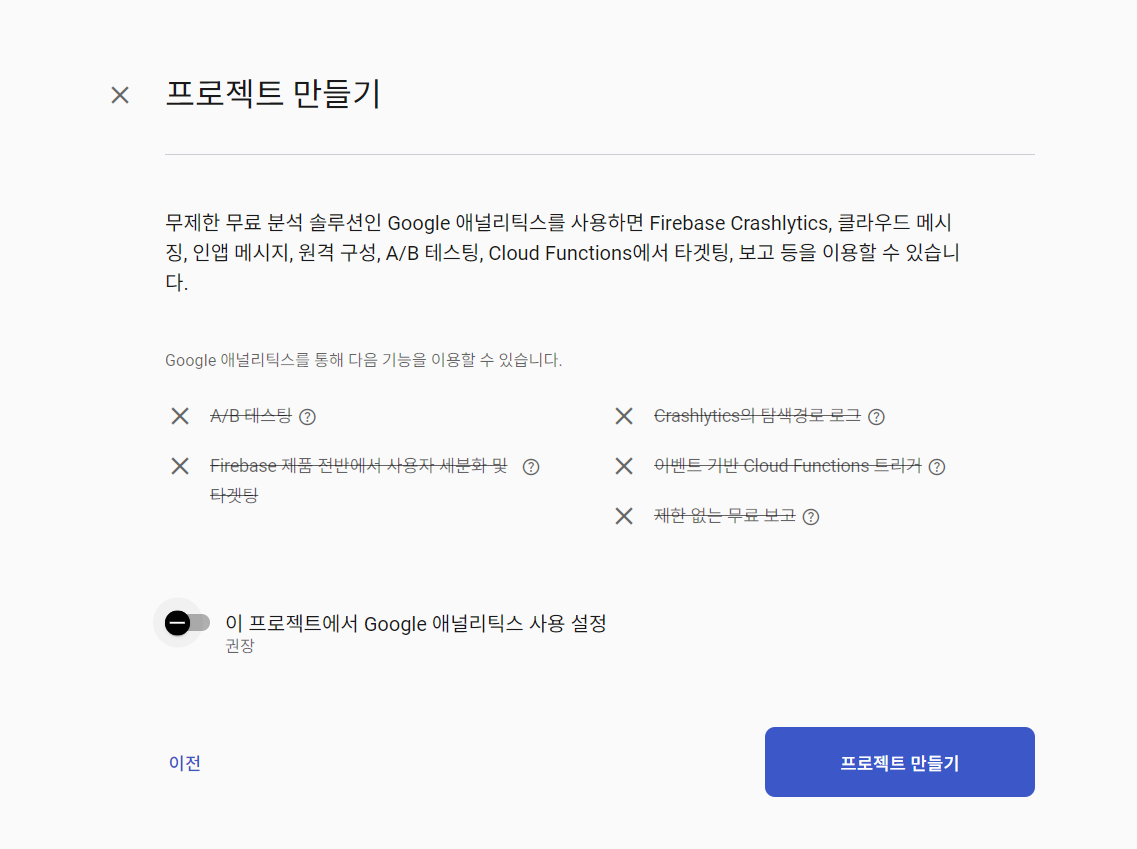 프로젝트 만들기
무제한 무료 분석 솔루션인 Google 애널리틱스를 사용하면 Firebase Crashlytics, 클라우드 메시
징, 인앱 메시지, 원격 구성, A/B 테스팅, Cloud Functions에서 타겟팅, 보고 등을 이용할 수 있습니
다.
Google 애널리틱스를 통해 다음 기능을 이용할 수 있습니다.
A/B 테스팅
Firebase 제품 전반에서 사용자 세분화 및
타겟팅
Crashlytics의 탐색경로 로그
이벤트 기반 Cloud Functions 트리거
제한 없는 무료 보고
이 프로젝트에서 Google 애널리틱스 사용 설정
권장
이전
프로젝트 만들기